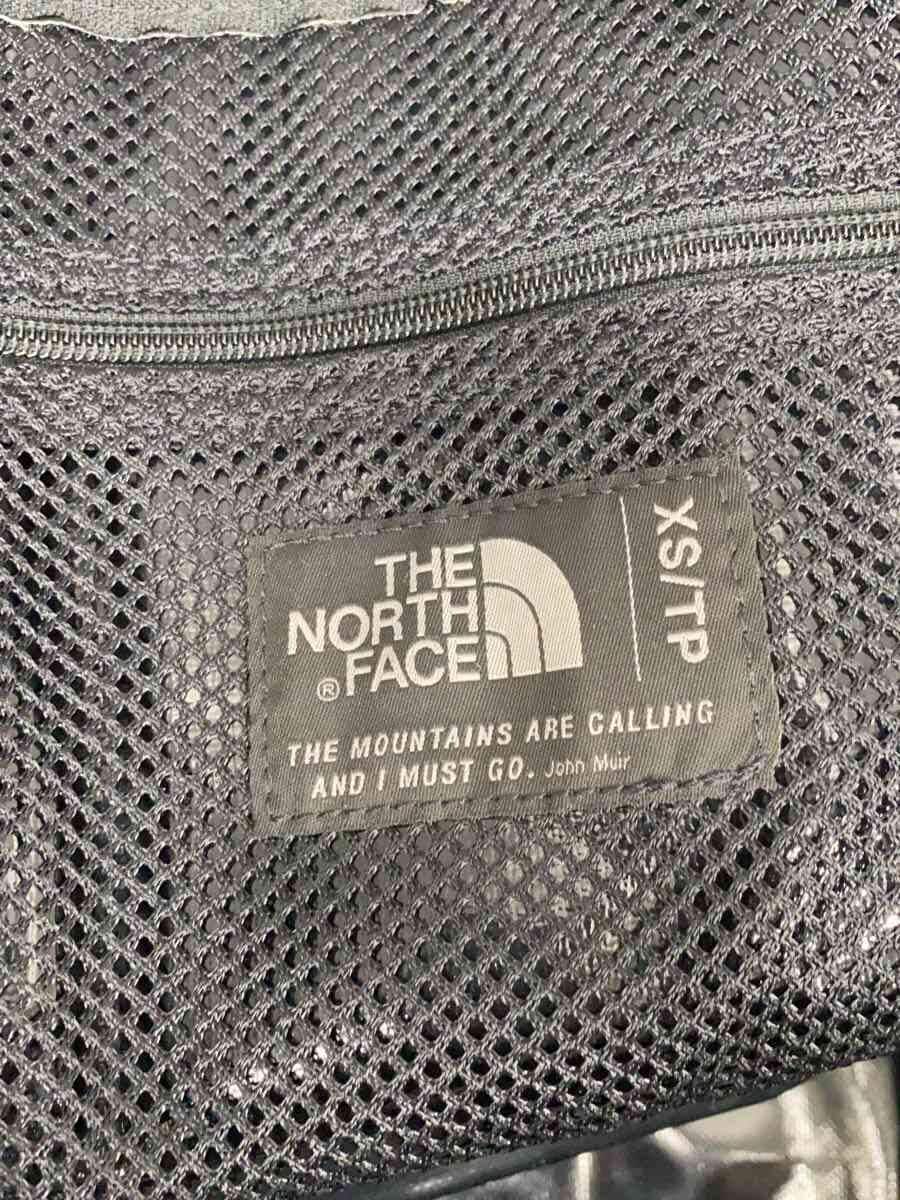 THE
NORTH
FACE
®
XS/TP
THE MOUNTAINS ARE CALLING
AND I MUST GO. John Muir